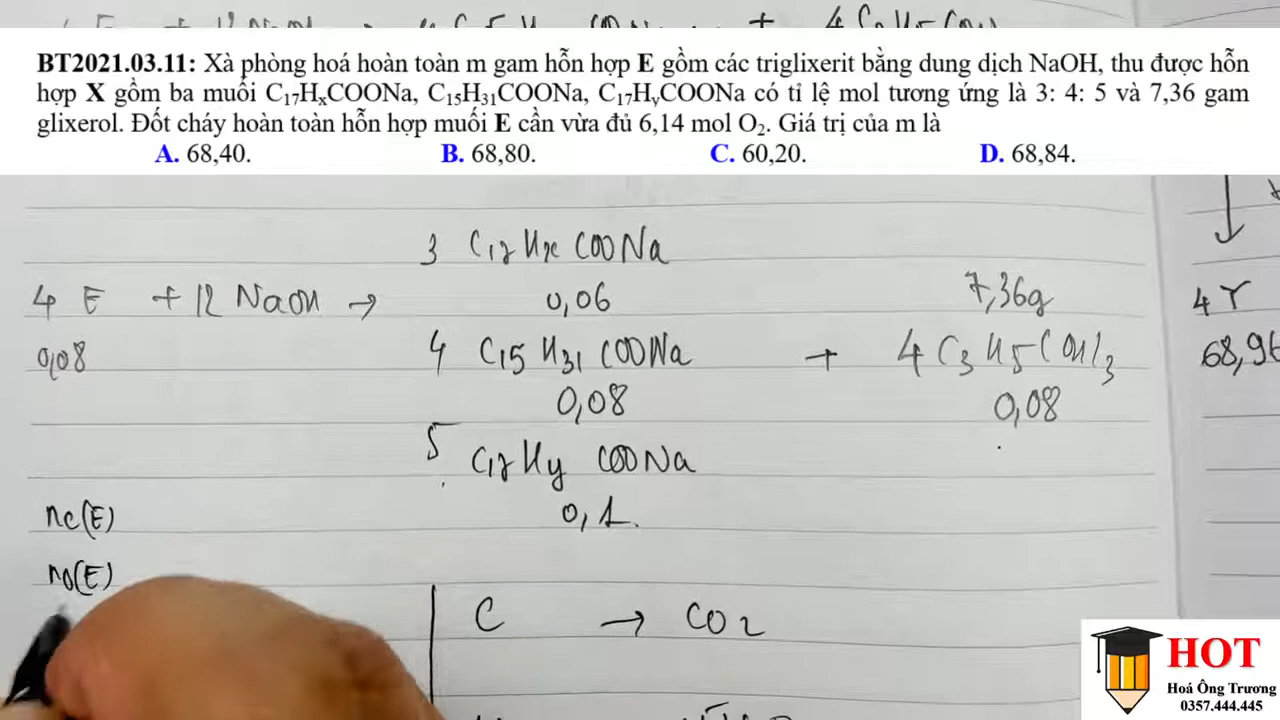 BT2021.03.11: Xà phòng hoá hoàn toàn m gam hỗn hợp E gồm các triglixerit bằng dung dịch NaOH, thu được hỗn
hợp X gồm ba muối C₁₇HₓCOONa, C₁₅H₃₁COONa, C₁₇HᵧCOONa có tỉ lệ mol tương ứng là 3: 4: 5 và 7,36 gam
glixerol. Đốt cháy hoàn toàn hỗn hợp muối E cần vừa đủ 6,14 mol O₂. Giá trị của m là
A. 68,40. B. 68,80. C. 60,20. D. 68,84.
3 C₁₇Hₓ COONa
4 E + 12 NaOH → 0,06 7,36g 4 Y
0,08 4 C₁₅ H₃₁ COONa + 4 C₃H₅(OH)₃ 68,96
0,08 0,08
5 C₁₇Hy COONa
nC(E) 0,1
nO(E)
C → CO₂
HOT
Hoá Ông Trương
0357.444.445